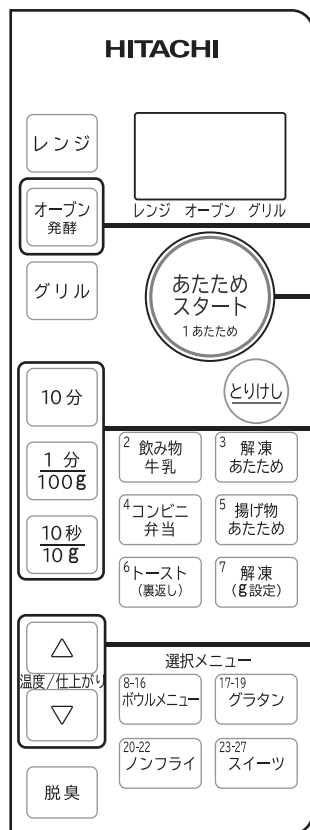 HITACHI
レンジ
オーブン
発酵
グリル
レンジ オーブン グリル
あたため
スタート
1 あたため
とりけし
10分
1 分
100g
10秒
10 g
2 飲み物
牛乳
3 解凍
あたため
4 コンビニ
弁当
5 揚げ物
あたため
6 トースト
(裏返し)
7 解凍
(g設定)
△
温度/仕上がり
▽
脱臭
選択メニュー
8-16
ボウルメニュー
17-19
グラタン
20-22
ノンフライ
23-27
スイーツ